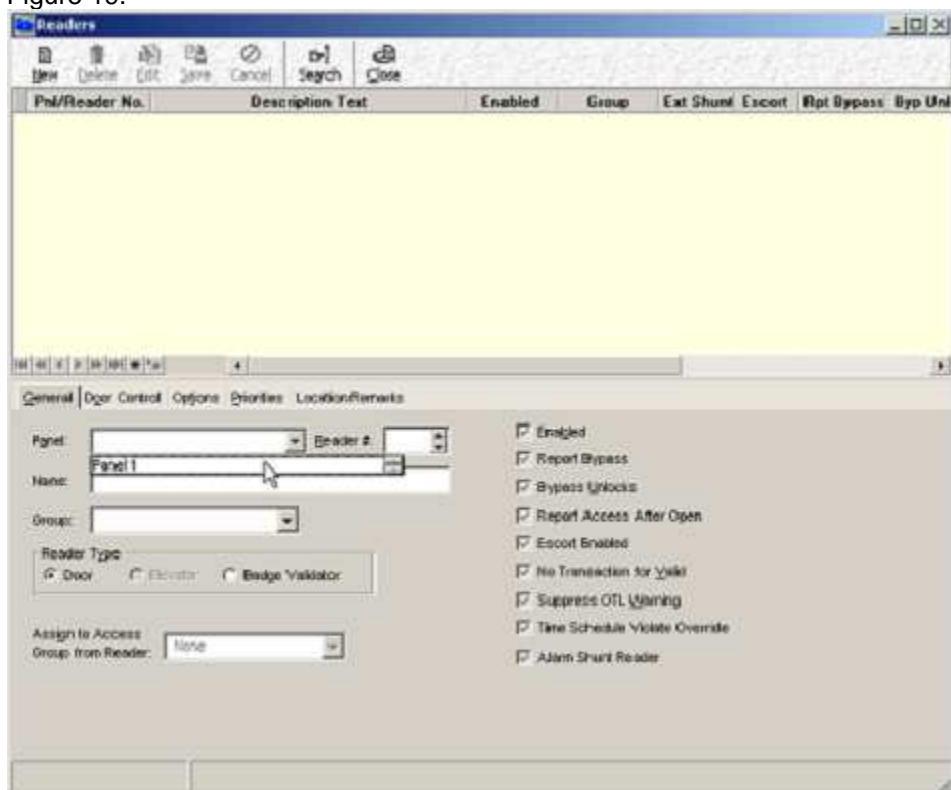 Figure 19.
Readers
New Delete Edit Save Cancel Search Close
Pnl/Reader No. Description Text Enabled Group Ext Shunt Escort Rpt Bypass Byp Unl
General Door Control Options Priorities Location/Remarks
Panel: Reader #:
Panel 1
Name:
Group:
Reader Type
Door Elevator Badge Validator
Assign to Access
Group from Reader: None
Enabled
Report Bypass
Bypass Unlocks
Report Access After Open
Escort Enabled
No Transaction for Valid
Suppress OTL Warning
Time Schedule Violate Override
Alarm Shunt Reader